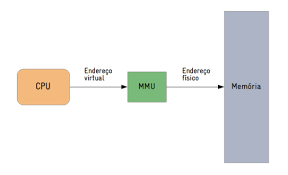 CPU
Endereço
virtual
MMU
Endereço
físico
Memória